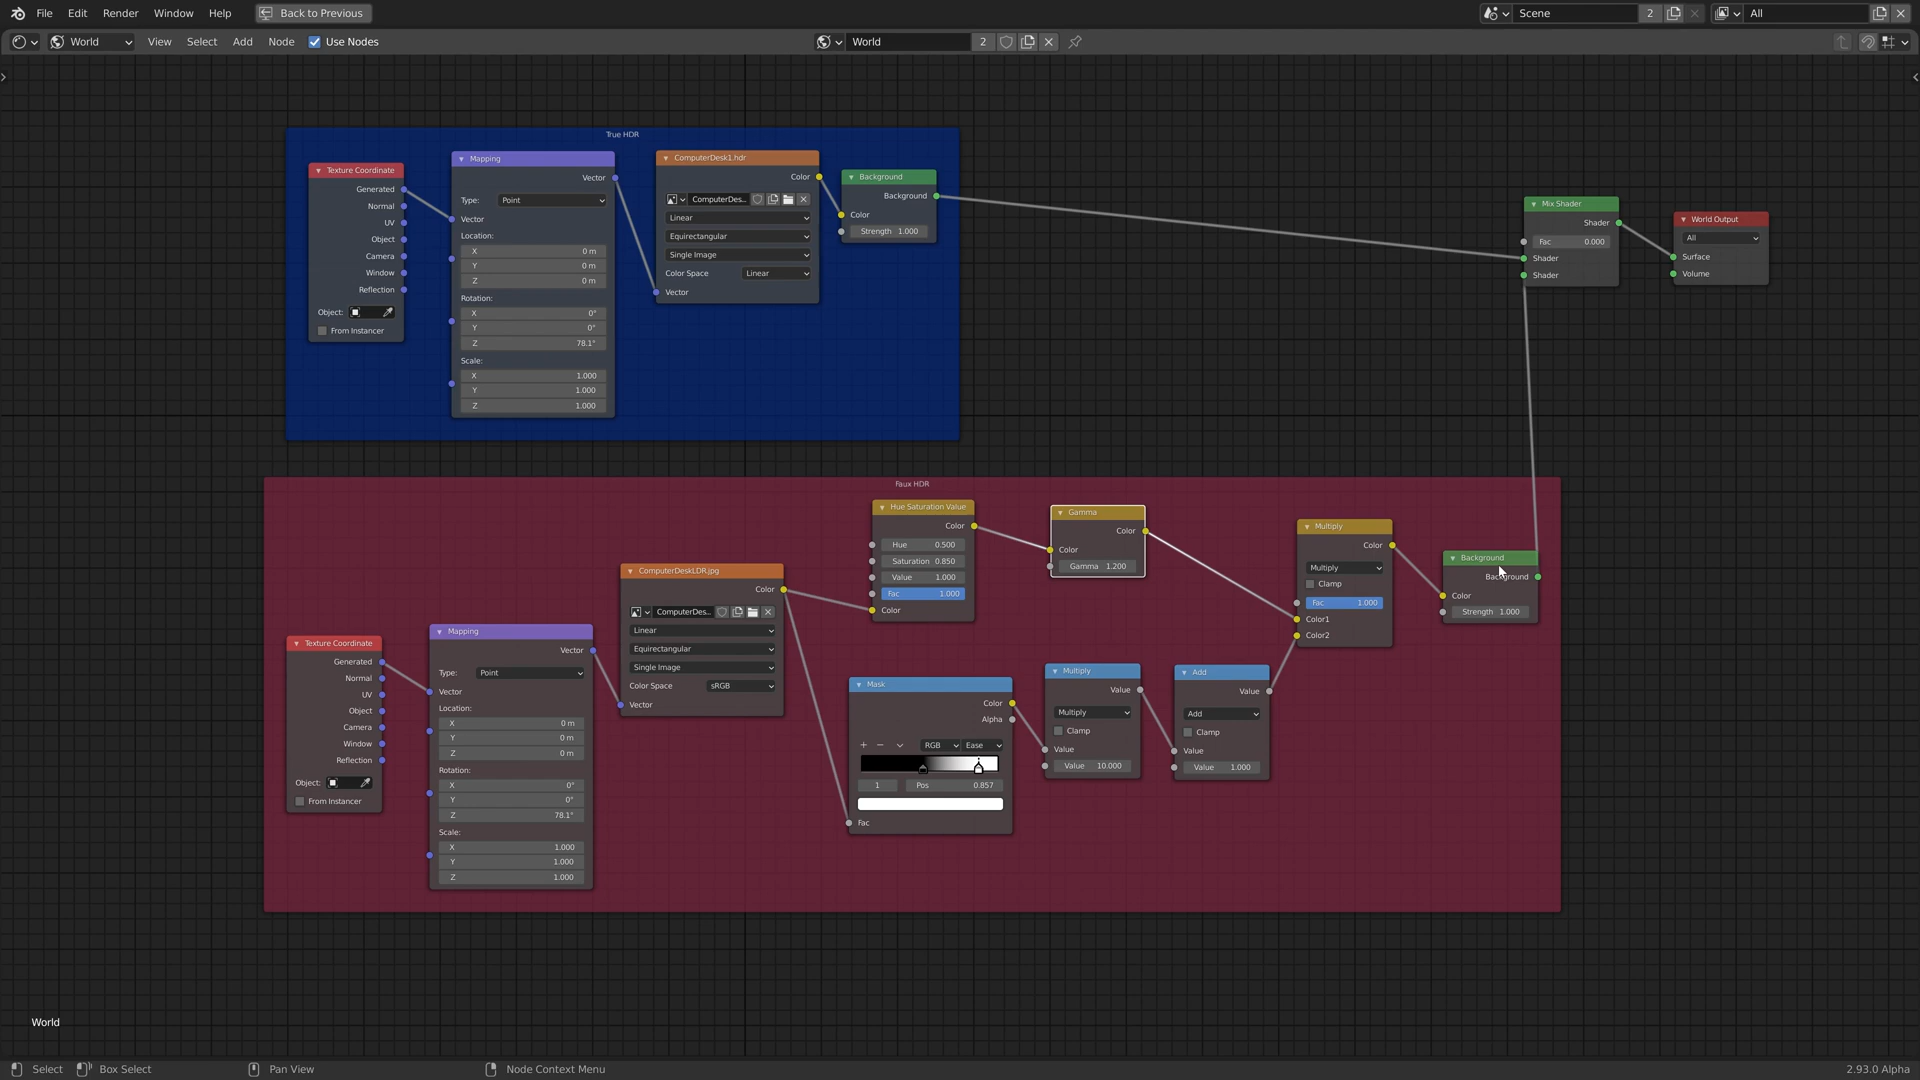 File Edit Render Window Help Back to Previous Scene 2 All
World View Select Add Node Use Nodes World 2
True HDR
Texture Coordinate
Generated
Normal
UV
Object
Camera
Window
Reflection
Object:
From Instancer
Mapping
Vector
Type: Point
Vector
Location:
X 0 m
Y 0 m
Z 0 m
Rotation:
X 0°
Y 0°
Z 78.1°
Scale:
X 1.000
Y 1.000
Z 1.000
ComputerDesk1.hdr
Color
ComputerDes...
Linear
Equirectangular
Single Image
Color Space Linear
Vector
Background
Background
Color
Strength 1.000
Mix Shader
Shader
Fac 0.000
Shader
Shader
World Output
All
Surface
Volume
Faux HDR
Texture Coordinate
Generated
Normal
UV
Object
Camera
Window
Reflection
Object:
From Instancer
Mapping
Vector
Type: Point
Vector
Location:
X 0 m
Y 0 m
Z 0 m
Rotation:
X 0°
Y 0°
Z 78.1°
Scale:
X 1.000
Y 1.000
Z 1.000
ComputerDeskLDR.jpg
Color
ComputerDes...
Linear
Equirectangular
Single Image
Color Space sRGB
Vector
Hue Saturation Value
Color
Hue 0.500
Saturation 0.850
Value 1.000
Fac 1.000
Color
Gamma
Color
Color
Gamma 1.200
Mask
Color
Alpha
RGB Ease
1 Pos 0.857
Fac
Multiply
Value
Multiply
Clamp
Value
Value 10.000
Add
Value
Add
Clamp
Value
Value 1.000
Multiply
Color
Multiply
Clamp
Fac 1.000
Color1
Color2
Background
Background
Color
Strength 1.000
World
Select Box Select Pan View Node Context Menu 2.93.0 Alpha